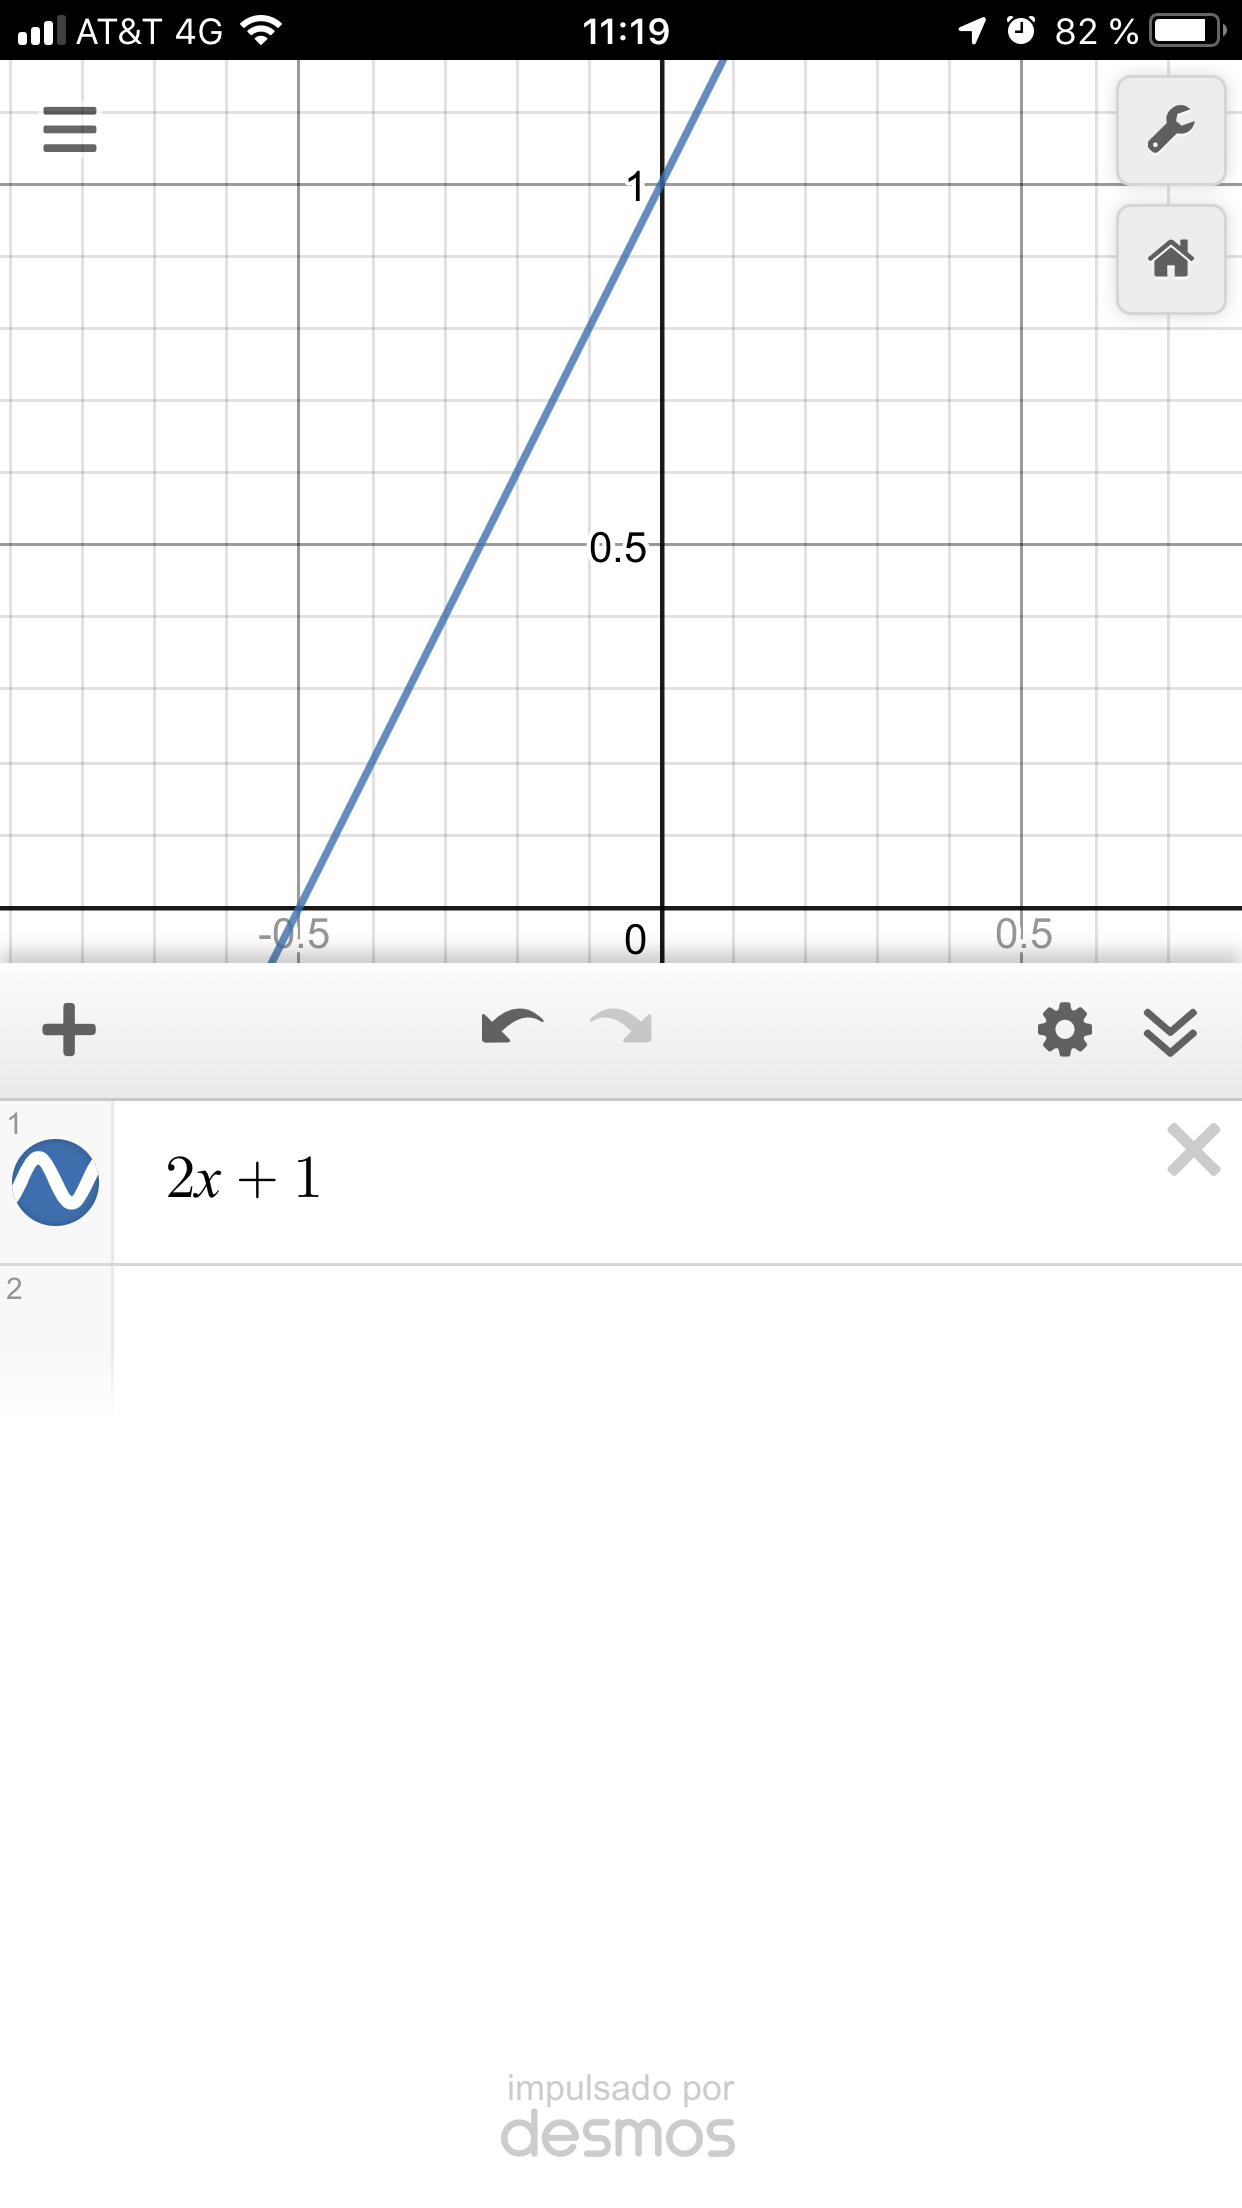 AT&T 4G 11:19 82 %
1
0.5
-0.5 0 0.5
1
2x + 1
2
impulsado por
desmos